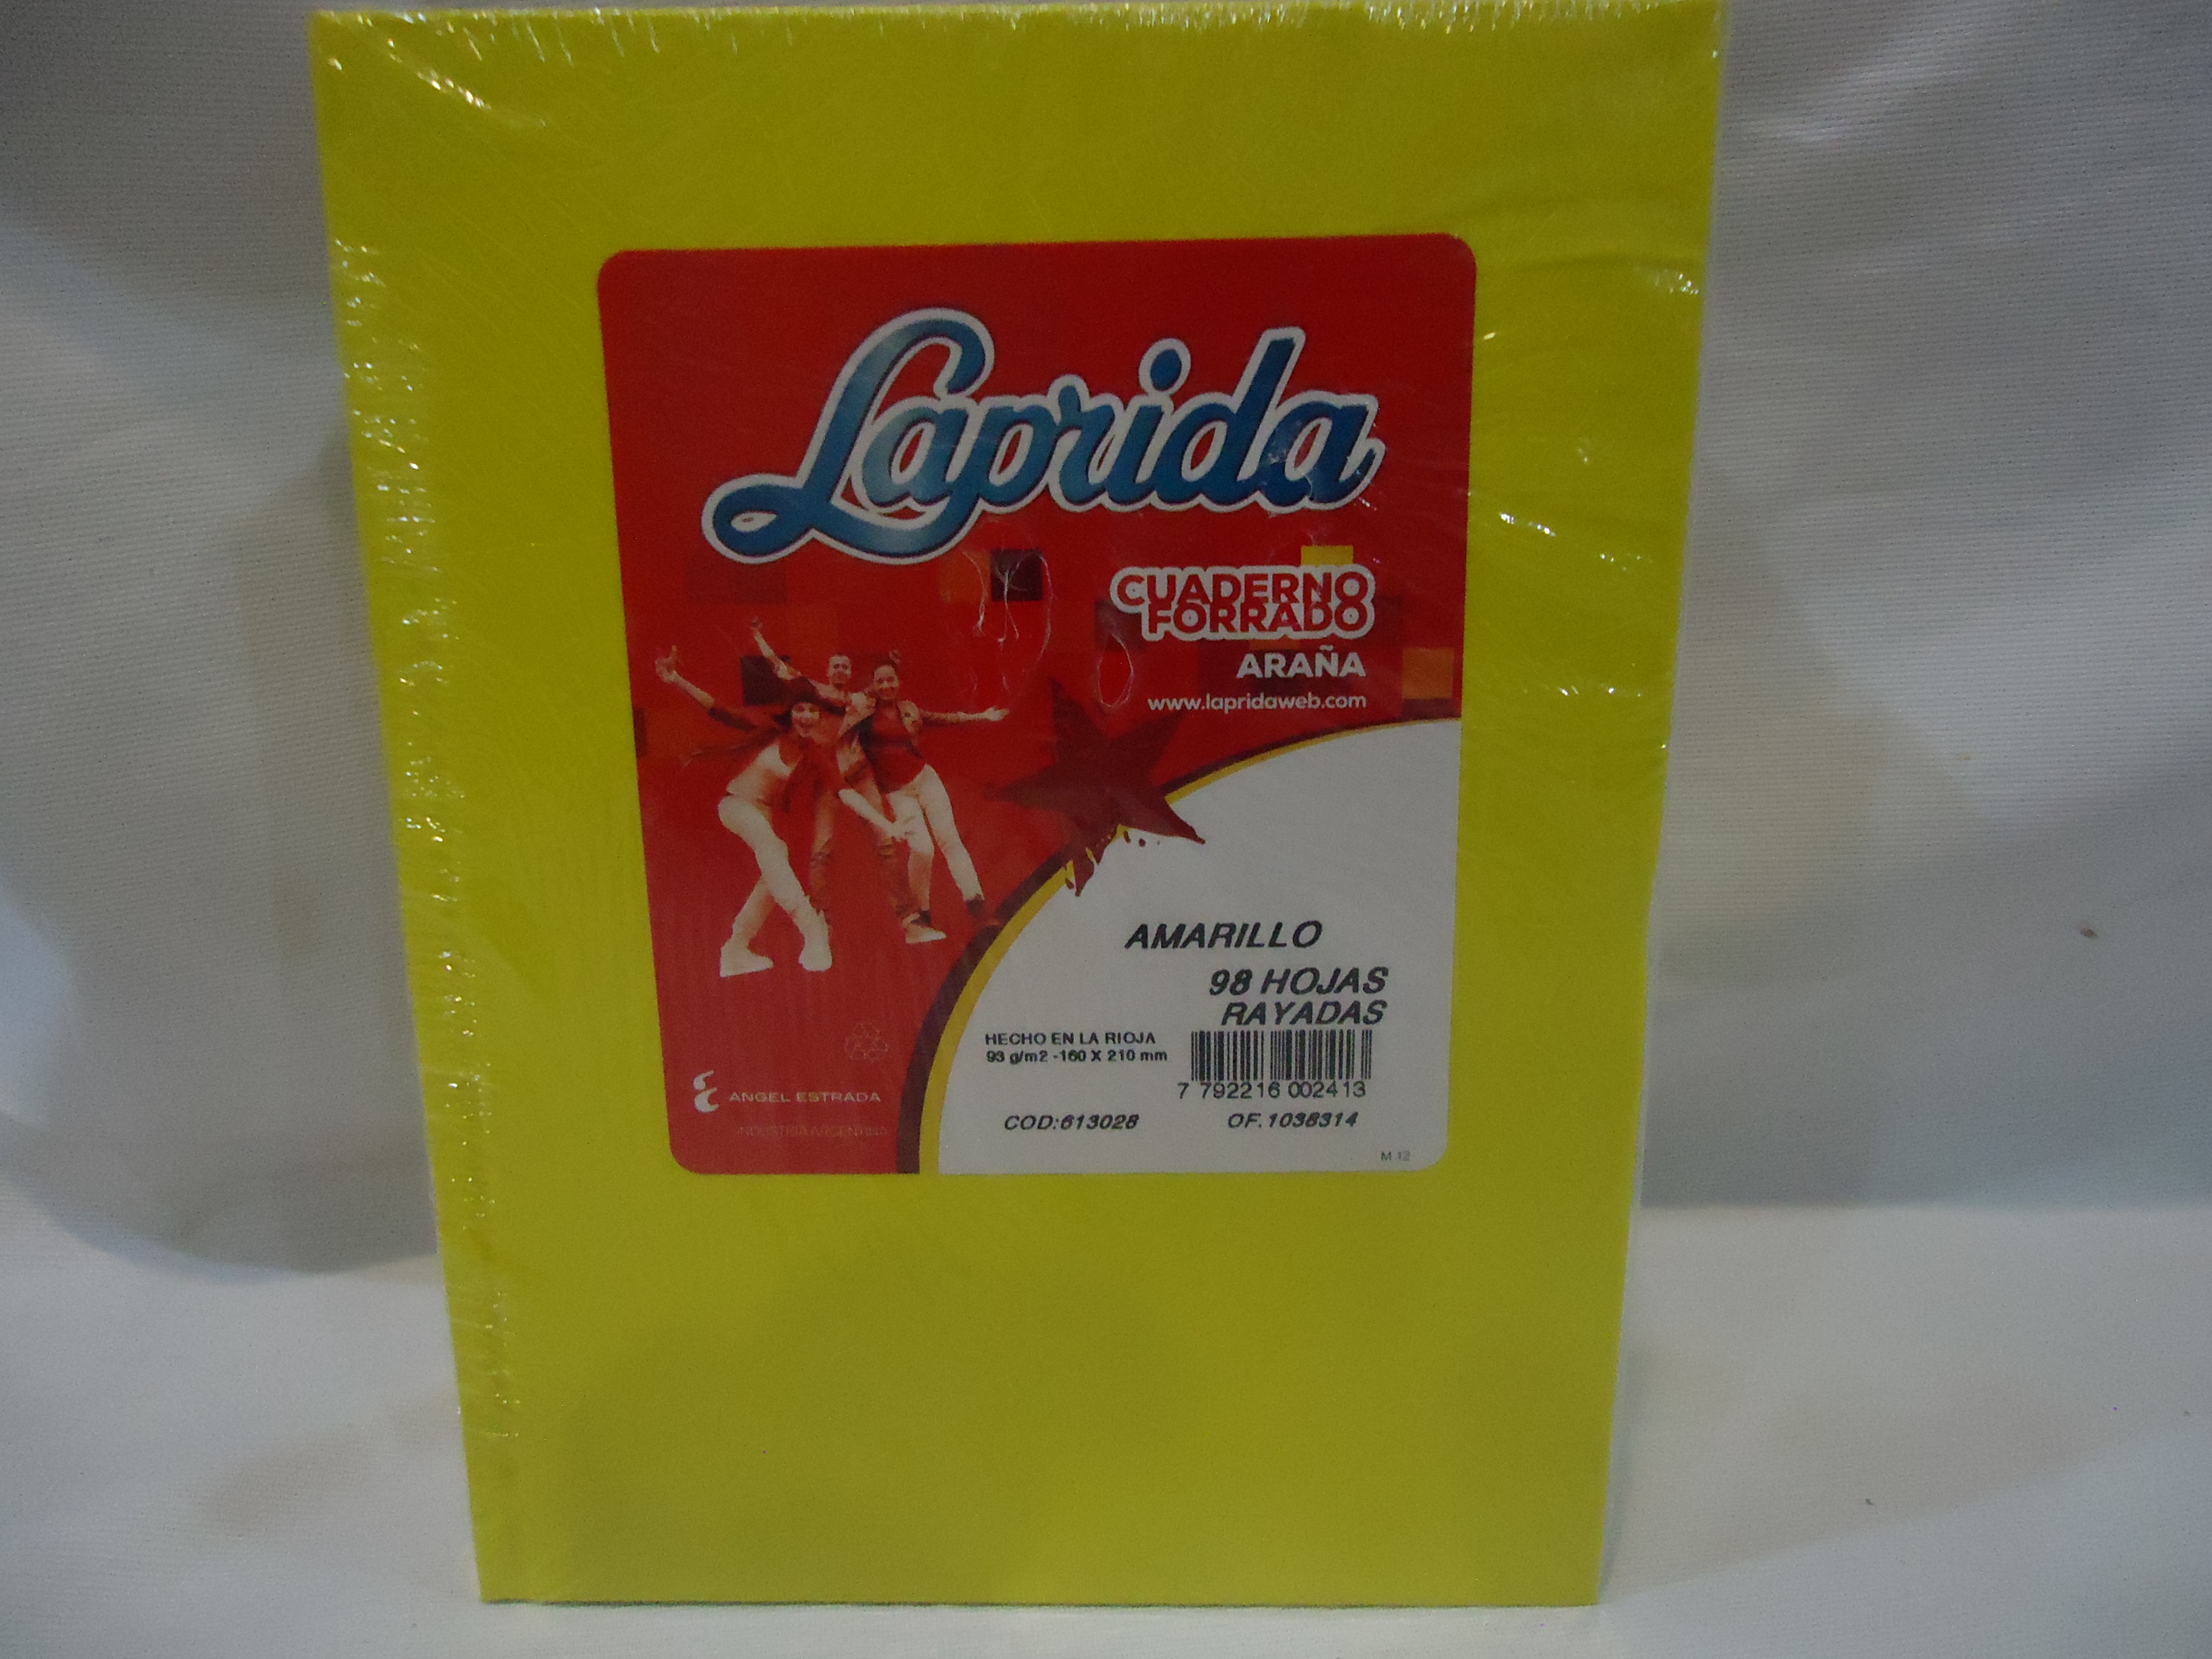 Laprida
CUADERNO
FORRADO
ARAÑA
www.lapridaweb.com
AMARILLO
98 HOJAS
RAYADAS
HECHO EN LA RIOJA
93 g/m2 -160 X 210 mm
7 792216 002413
ANGEL ESTRADA
INDUSTRIA ARGENTINA
COD:613028
OF.1036314
M 12